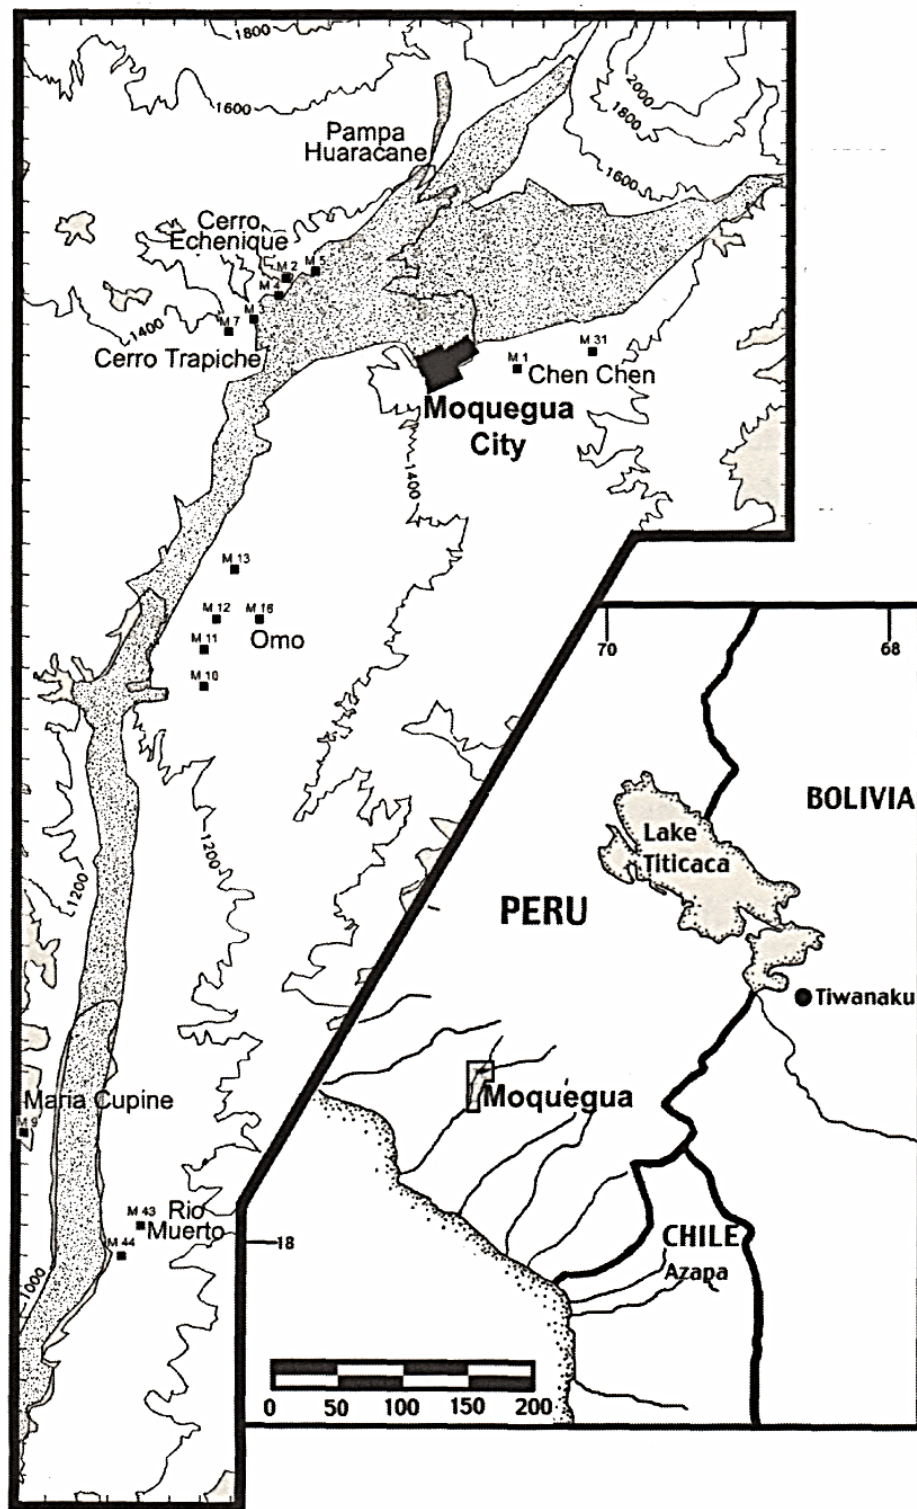 1800
2000
1800
1600
1600
Pampa
Huaracane
Cerro
Echenique
M 2
M 5
M 4
M 7
1400
Cerro Trapiche
M 31
M 1
Chen Chen
Moquegua
City
1400
M 13
M 12
M 16
Omo
M 11
M 10
70
68
BOLIVIA
Lake
Titicaca
1200
1200
PERU
Tiwanaku
Moquegua
Maria Cupine
M 9
M 43
Rio
Muerto
M 44
18
CHILE
Azapa
1000
0
50
100
150
200